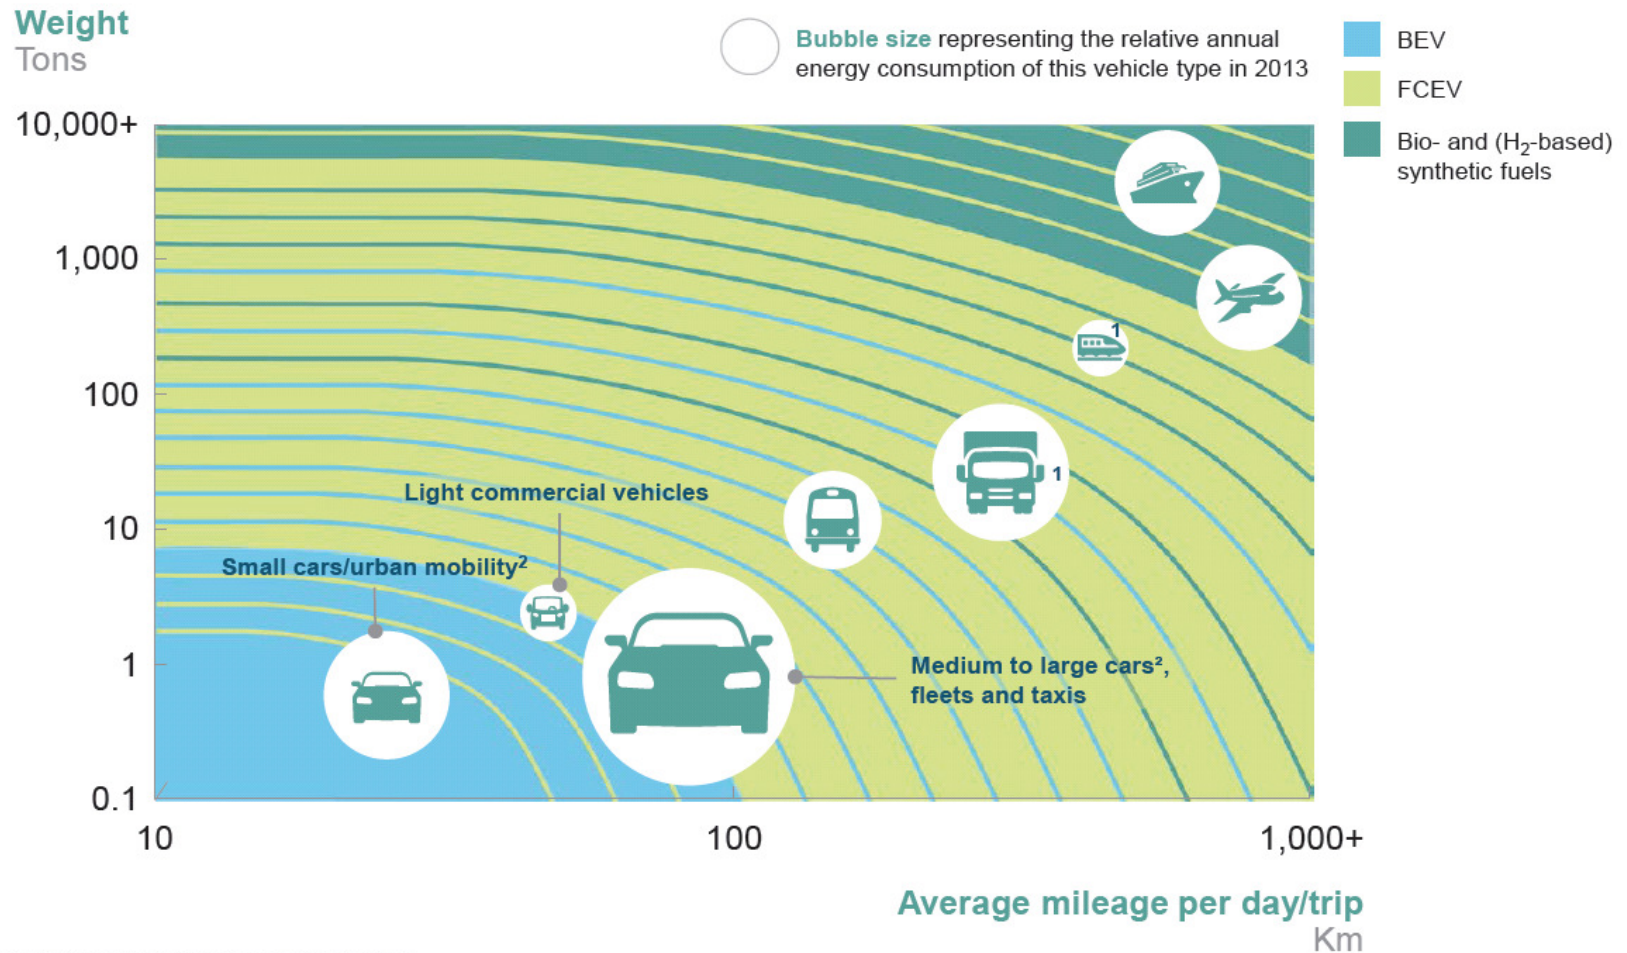 Weight
Tons
Bubble size representing the relative annual
energy consumption of this vehicle type in 2013
BEV
FCEV
Bio- and (H₂-based)
synthetic fuels
10,000+
1,000
100
10
1
0.1
1
1
Light commercial vehicles
Small cars/urban mobility²
Medium to large cars²,
fleets and taxis
10
100
1,000+
Average mileage per day/trip
Km